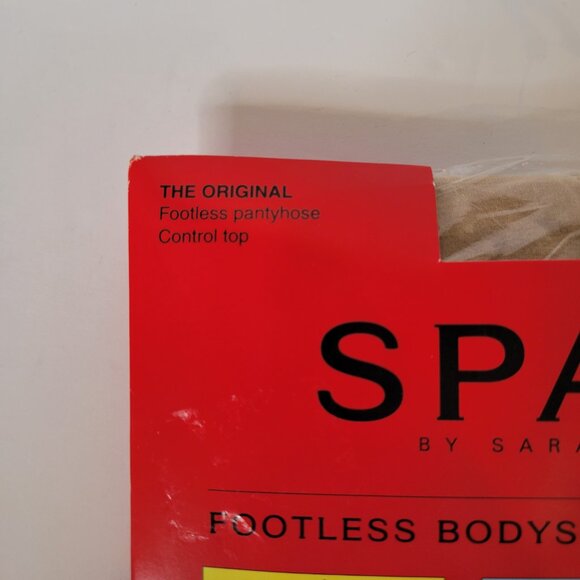 THE ORIGINAL
Footless pantyhose
Control top
SPA
BY SARA
FOOTLESS BODYS